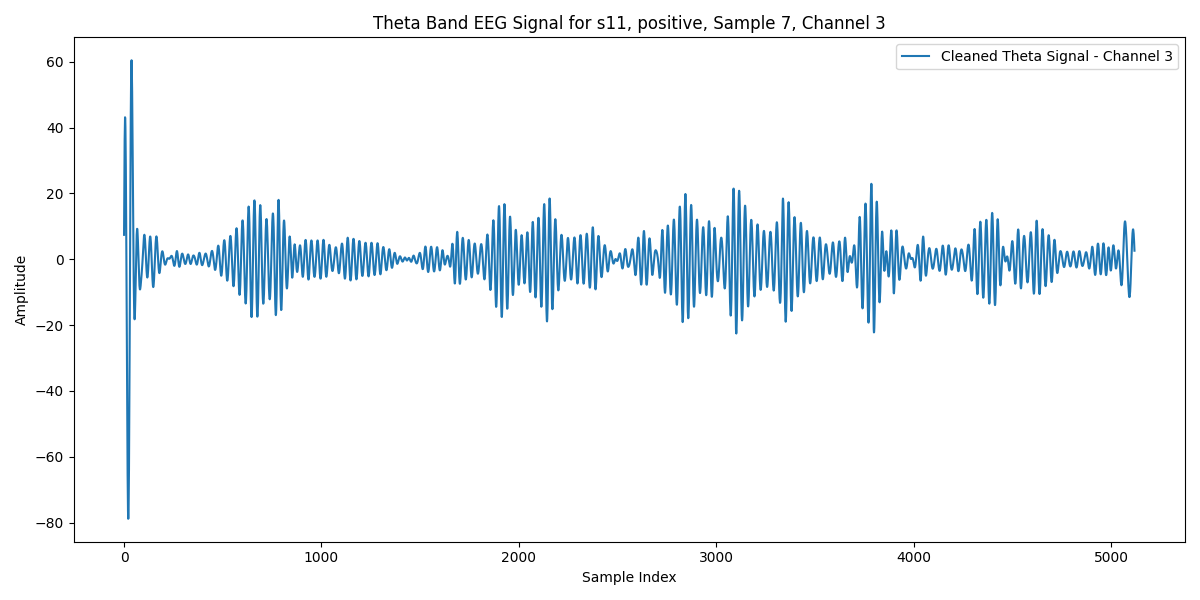 Theta Band EEG Signal for s11, positive, Sample 7, Channel 3
Cleaned Theta Signal - Channel 3
Amplitude
60
40
20
0
−20
−40
−60
−80
0 1000 2000 3000 4000 5000
Sample Index